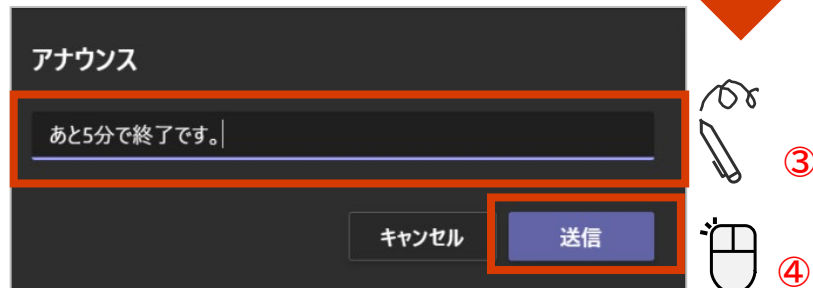 アナウンス
あと5分で終了です。
③
キャンセル
送信
④